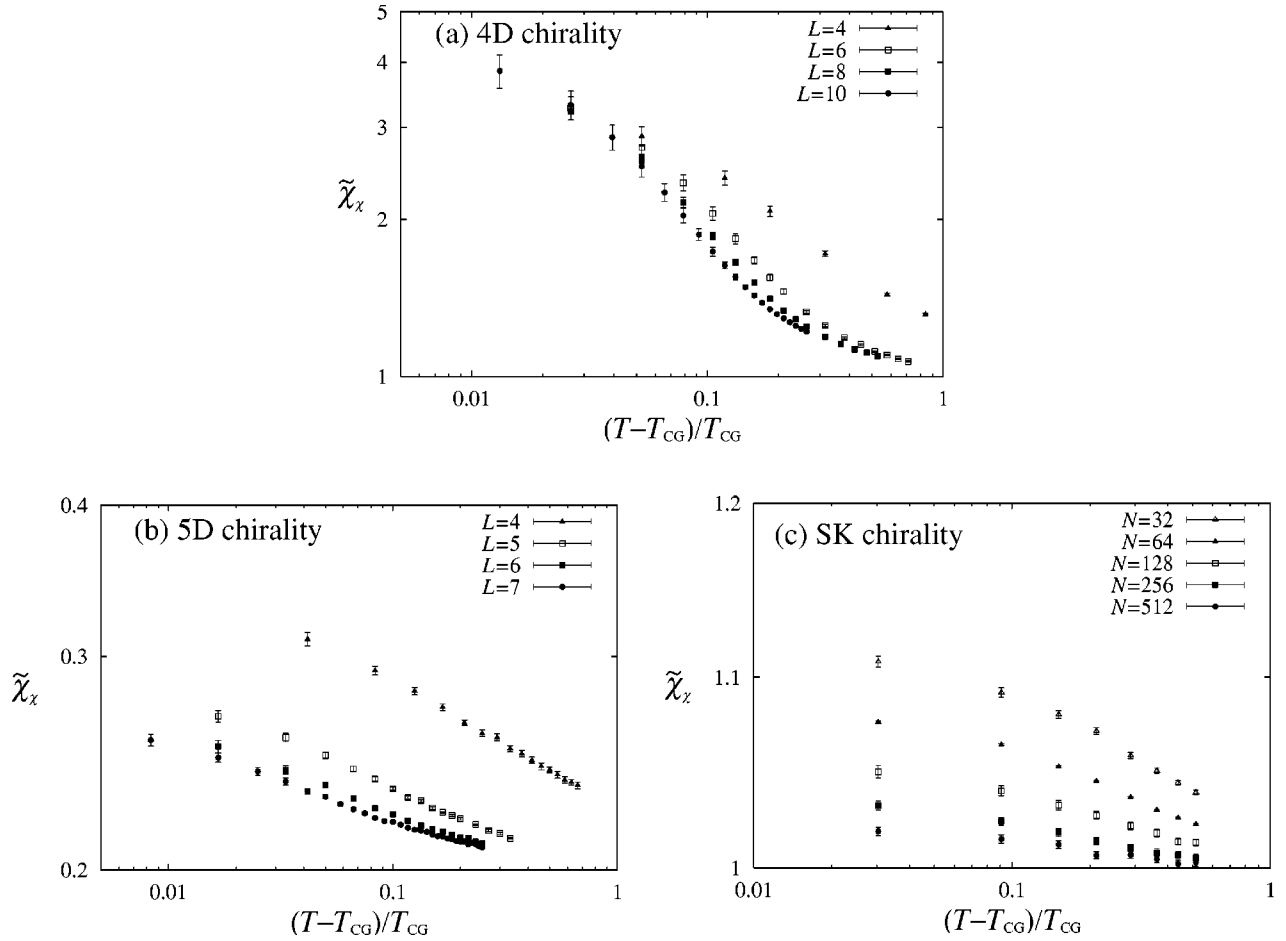 5
(a) 4D chirality
L=4
L=6
4
L=8
L=10
3
χ̃χ
2
1
0.01
0.1
1
(T−TCG)/TCG
0.4
(b) 5D chirality
L=4
L=5
L=6
L=7
0.3
χ̃χ
0.2
0.01
0.1
1
(T−TCG)/TCG
1.2
(c) SK chirality
N=32
N=64
N=128
N=256
N=512
1.1
χ̃χ
1
0.01
0.1
1
(T−TCG)/TCG